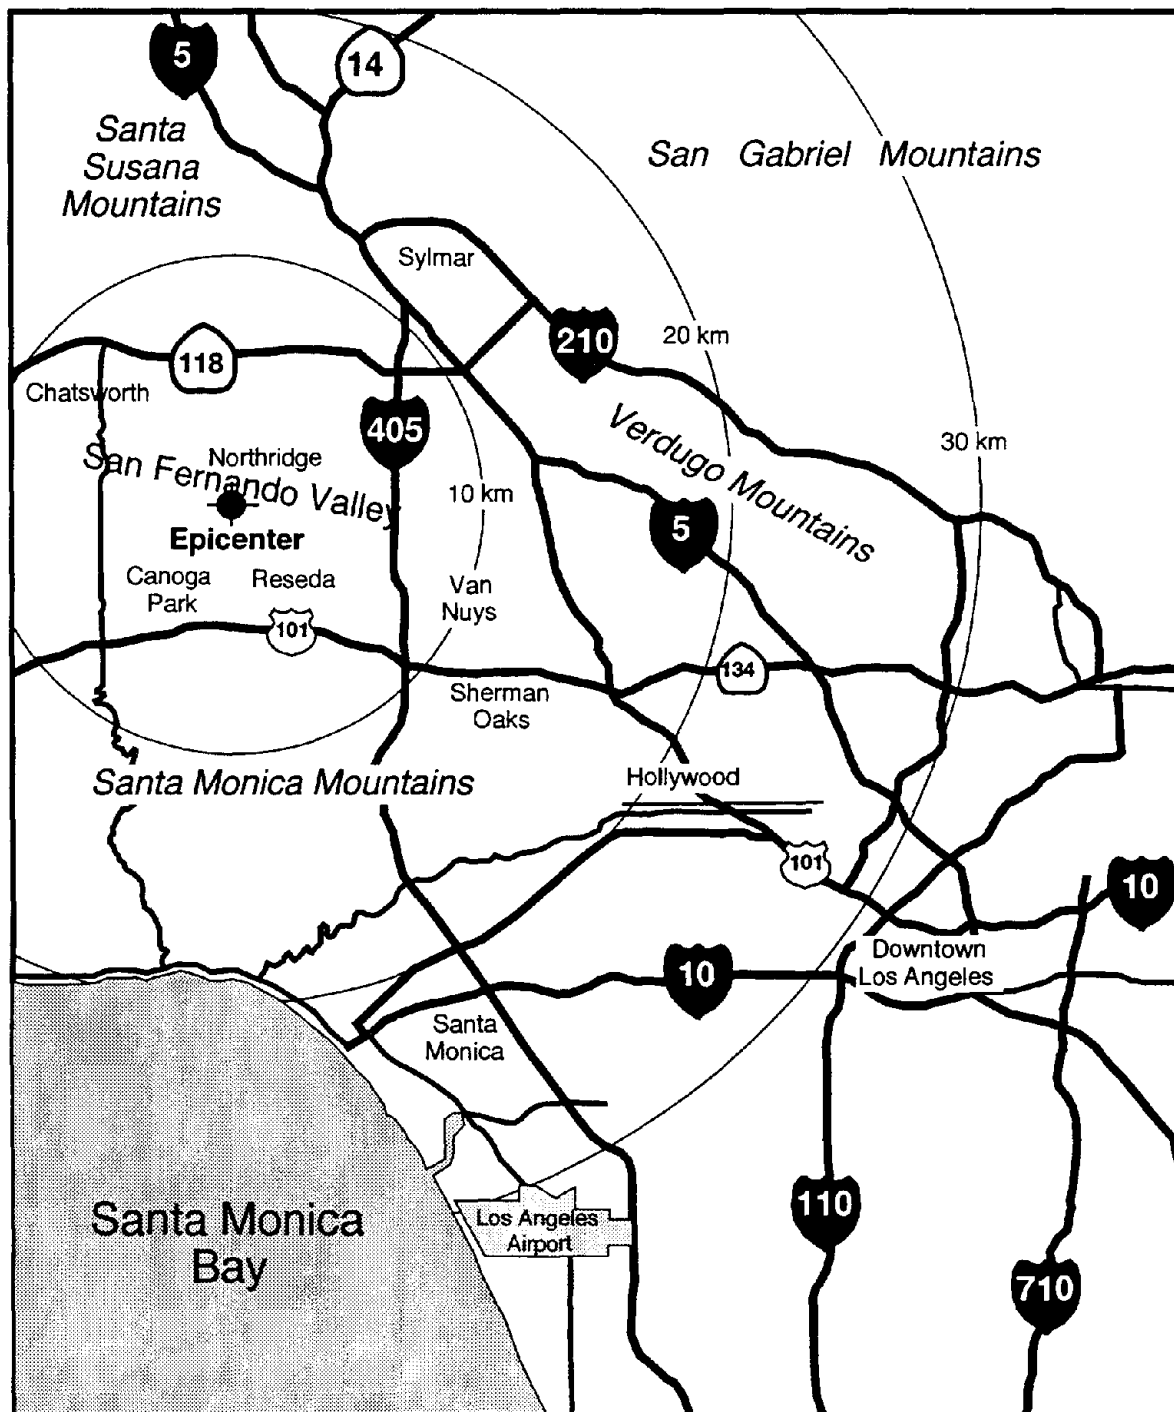 5
14
Santa
Susana
Mountains
San Gabriel Mountains
Sylmar
118
210
20 km
Chatsworth
405
Verdugo Mountains
30 km
Northridge
San Fernando Valley
10 km
5
Epicenter
Canoga
Park
Reseda
Van
Nuys
101
134
Sherman
Oaks
Santa Monica Mountains
Hollywood
101
10
Downtown
Los Angeles
10
Santa
Monica
110
Santa Monica
Bay
Los Angeles
Airport
710